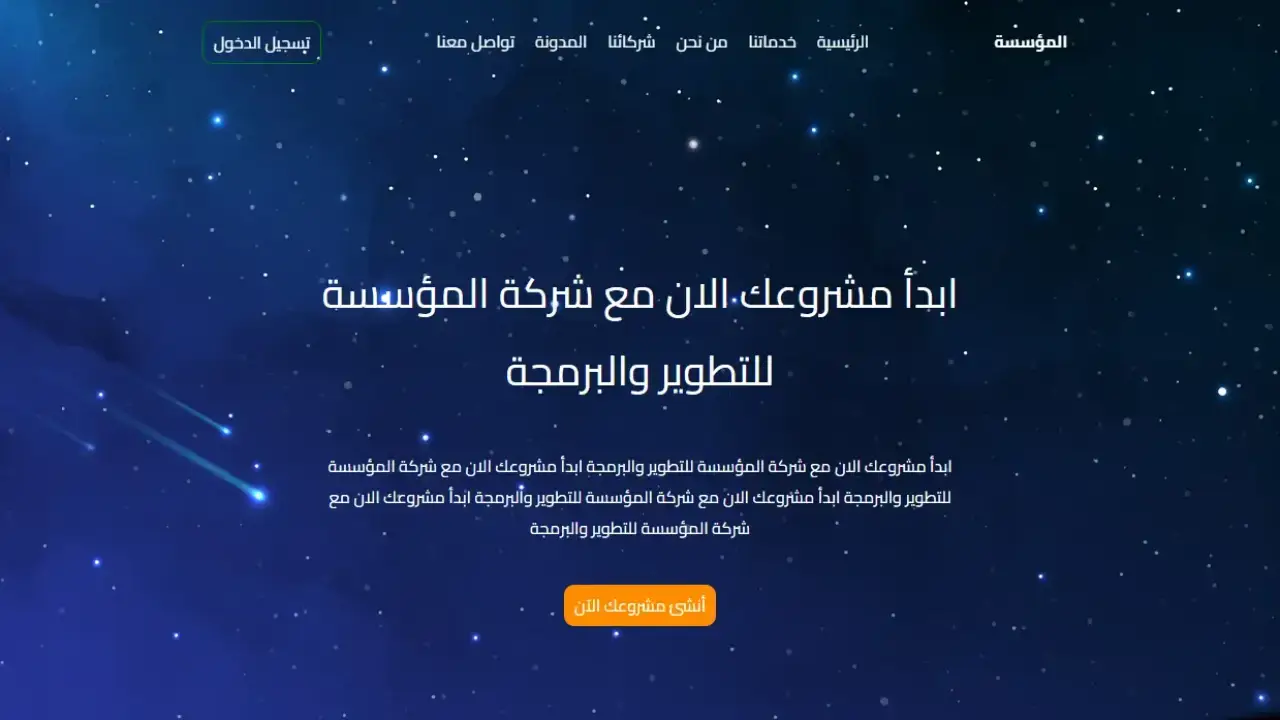 المؤسسة
الرئيسية
خدماتنا
من نحن
شركائنا
المدونة
تواصل معنا
تسجيل الدخول
ابدأ مشروعك الان مع شركة المؤسسة
للتطوير والبرمجة
ابدأ مشروعك الان مع شركة المؤسسة للتطوير والبرمجة ابدأ مشروعك الان مع شركة المؤسسة
للتطوير والبرمجة ابدأ مشروعك الان مع شركة المؤسسة للتطوير والبرمجة ابدأ مشروعك الان مع
شركة المؤسسة للتطوير والبرمجة
أنشئ مشروعك الآن